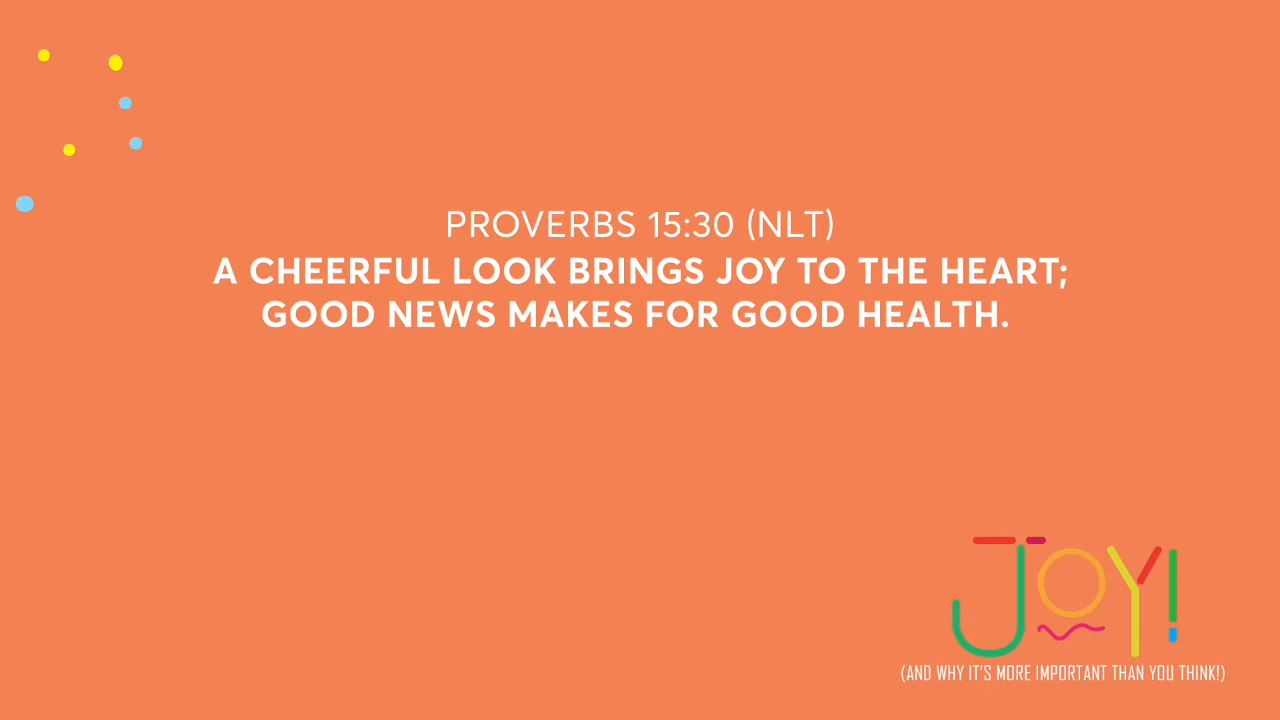 PROVERBS 15:30 (NLT)
A CHEERFUL LOOK BRINGS JOY TO THE HEART;
GOOD NEWS MAKES FOR GOOD HEALTH.
JOY!
(AND WHY IT'S MORE IMPORTANT THAN YOU THINK!)